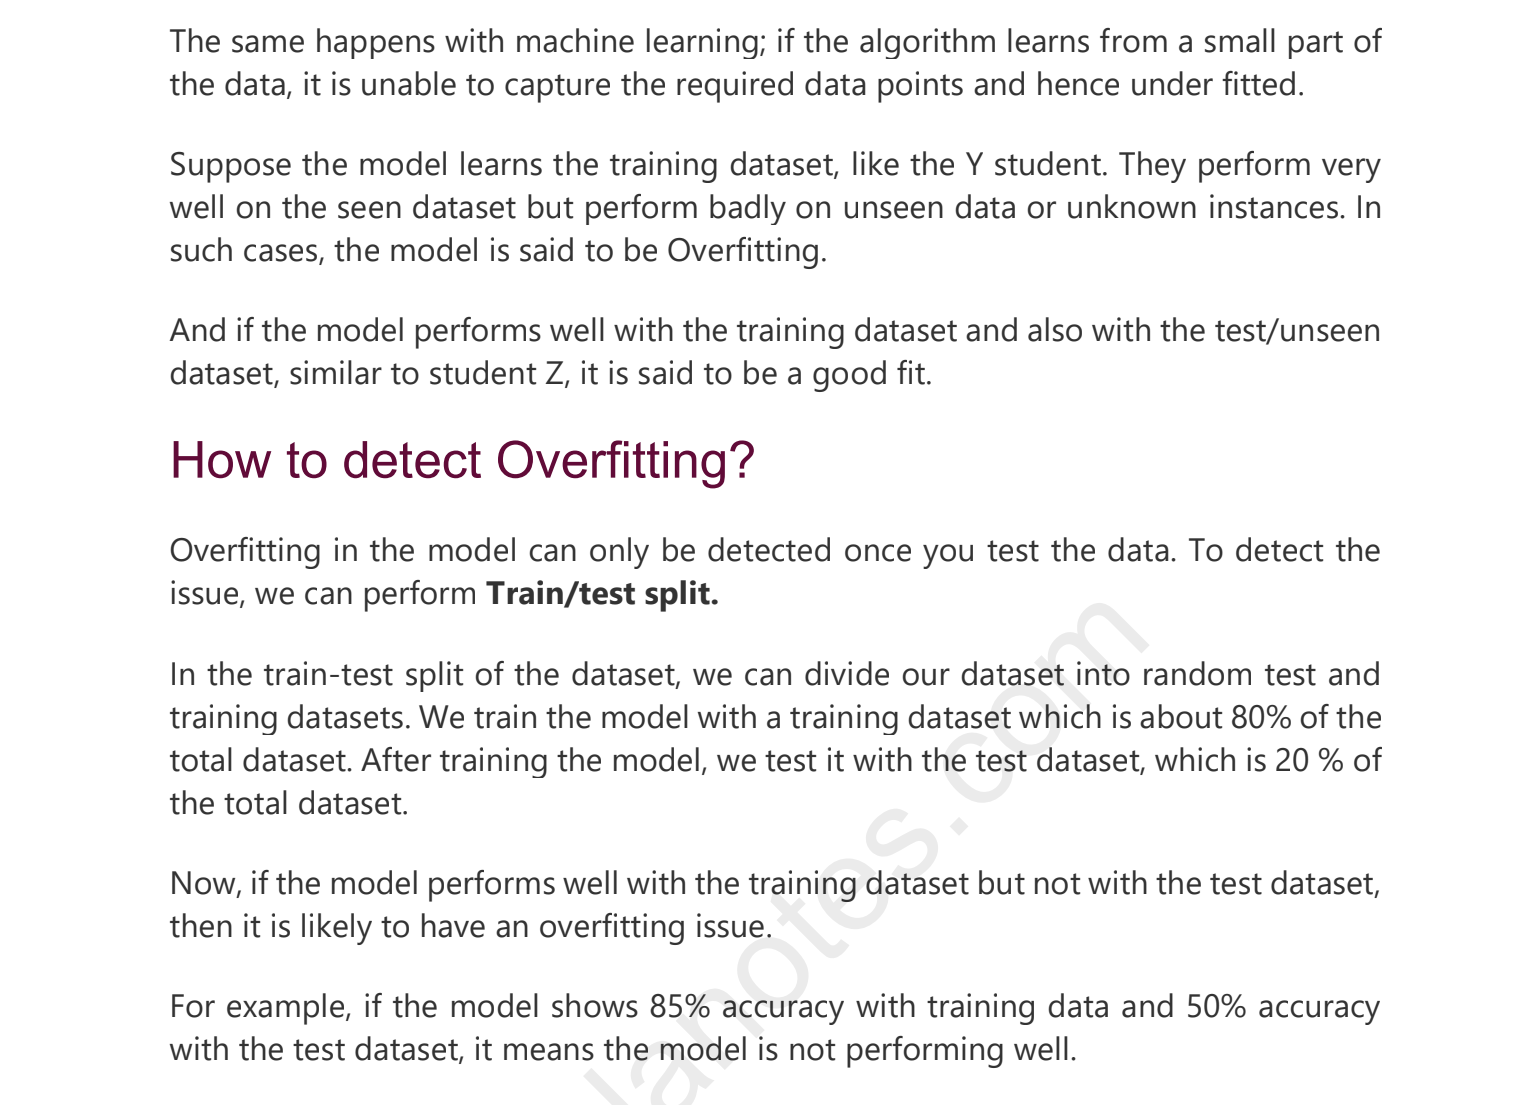 The same happens with machine learning; if the algorithm learns from a small part of
the data, it is unable to capture the required data points and hence under fitted.
Suppose the model learns the training dataset, like the Y student. They perform very
well on the seen dataset but perform badly on unseen data or unknown instances. In
such cases, the model is said to be Overfitting.
And if the model performs well with the training dataset and also with the test/unseen
dataset, similar to student Z, it is said to be a good fit.
How to detect Overfitting?
Overfitting in the model can only be detected once you test the data. To detect the
issue, we can perform Train/test split.
In the train-test split of the dataset, we can divide our dataset into random test and
training datasets. We train the model with a training dataset which is about 80% of the
total dataset. After training the model, we test it with the test dataset, which is 20 % of
the total dataset.
Now, if the model performs well with the training dataset but not with the test dataset,
then it is likely to have an overfitting issue.
For example, if the model shows 85% accuracy with training data and 50% accuracy
with the test dataset, it means the model is not performing well.
lanotes.com